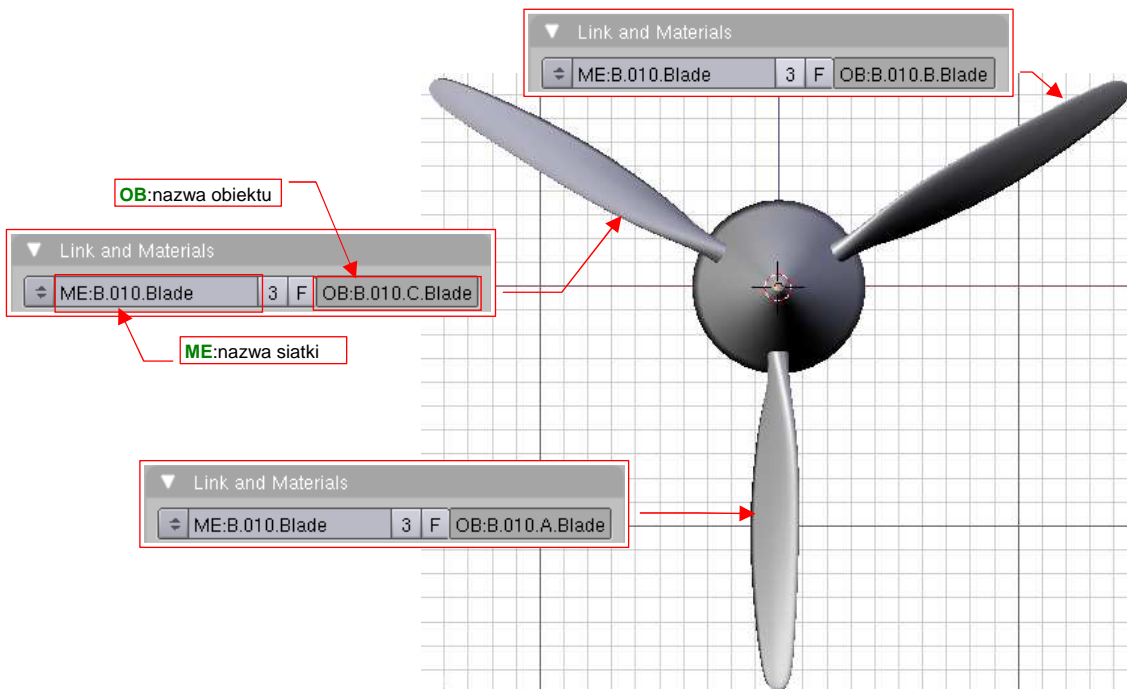 Link and Materials
ME:B.010.Blade 3 F OB:B.010.B.Blade
OB:nazwa obiektu
Link and Materials
ME:B.010.Blade 3 F OB:B.010.C.Blade
ME:nazwa siatki
Link and Materials
ME:B.010.Blade 3 F OB:B.010.A.Blade